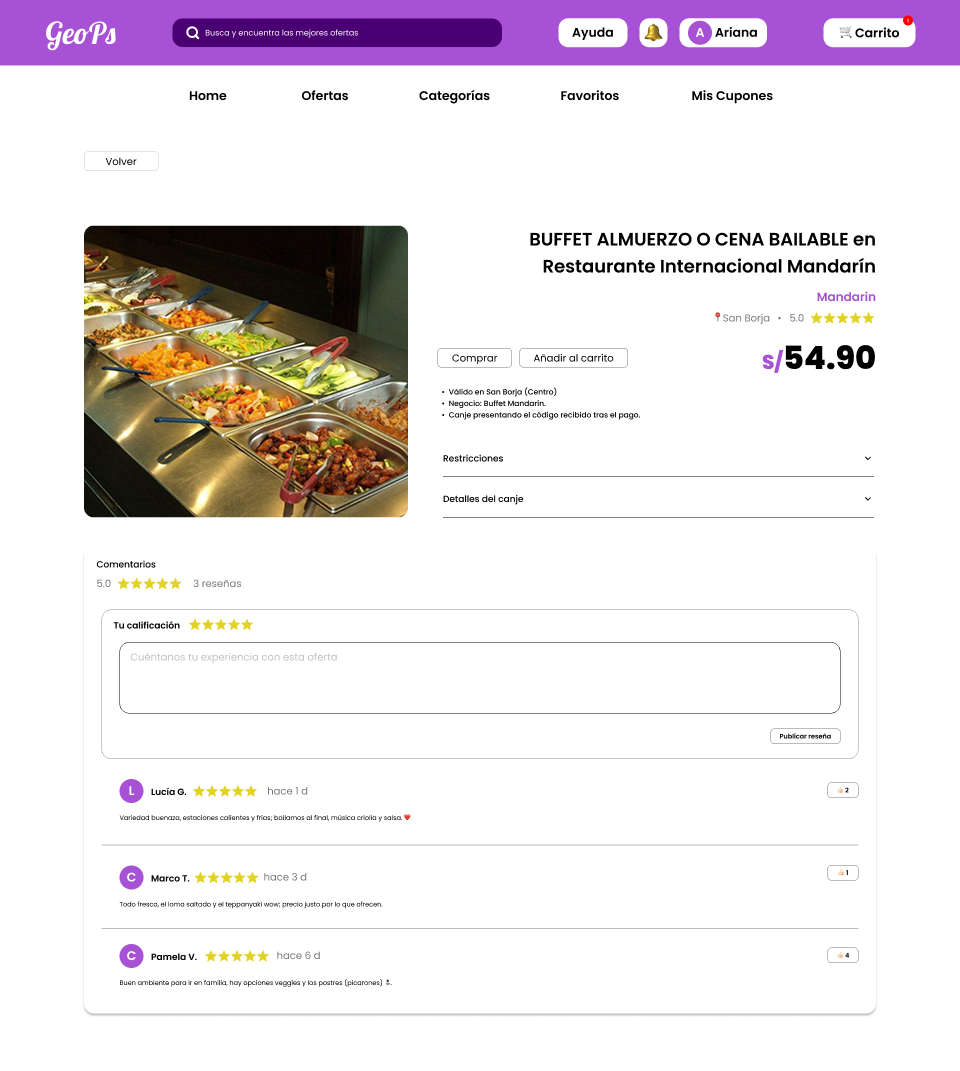 GeoPs
Busca y encuentra las mejores ofertas
Ayuda
A Ariana
Carrito
1
Home
Ofertas
Categorías
Favoritos
Mis Cupones
Volver
BUFFET ALMUERZO O CENA BAILABLE en
Restaurante Internacional Mandarín
Mandarin
San Borja • 5.0
Comprar
Añadir al carrito
s/54.90
• Válido en San Borja (Centro)
• Negocio: Buffet Mandarin.
• Canje presentando el código recibido tras el pago.
Restricciones
Detalles del canje
Comentarios
5.0 3 reseñas
Tu calificación
Cuéntanos tu experiencia con esta oferta
Publicar reseña
L Lucía G. hace 1 d
2
Variedad buenaza, estaciones calientes y frías; bailamos al final, música criolla y salsa. ❤️
C Marco T. hace 3 d
1
Todo fresco, el lomo saltado y el teppanyaki wow; precio justo por lo que ofrecen.
C Pamela V. hace 6 d
4
Buen ambiente para ir en familia, hay opciones veggies y los postres (picarones) 🔝.